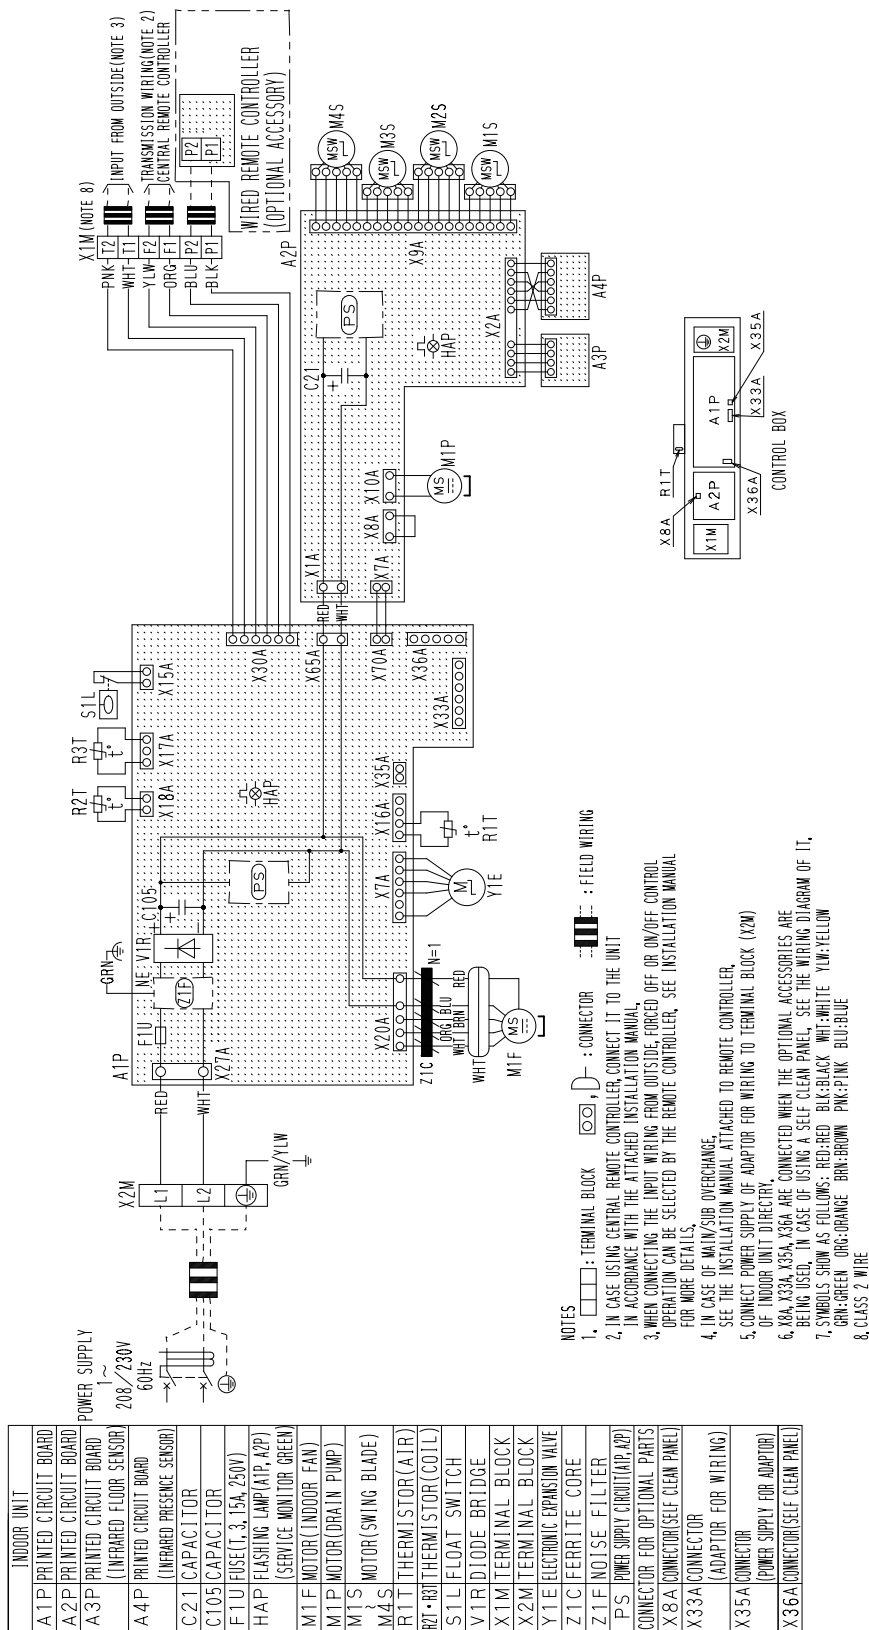 INDOOR UNIT
A1P PRINTED CIRCUIT BOARD
A2P PRINTED CIRCUIT BOARD
A3P PRINTED CIRCUIT BOARD
(INFRARED FLOOR SENSOR)
A4P PRINTED CIRCUIT BOARD
(INFRARED PRESENCE SENSOR)
C21 CAPACITOR
C105 CAPACITOR
F1U FUSE(T, 3, 15A, 250V)
HAP FLASHING LAMP(A1P, A2P)
(SERVICE MONITOR GREEN)
M1F MOTOR(INDOOR FAN)
M1P MOTOR(DRAIN PUMP)
M1S ~ M4S MOTOR(SWING BLADE)
R1T THERMISTOR(AIR)
R2T・R3T THERMISTOR(COIL)
S1L FLOAT SWITCH
V1R DIODE BRIDGE
X1M TERMINAL BLOCK
X2M TERMINAL BLOCK
Y1E ELECTRONIC EXPANSION VALVE
Z1C FERRITE CORE
Z1F NOISE FILTER
PS POWER SUPPLY CIRCUIT(A1P,A2P)
CONNECTOR FOR OPTIONAL PARTS
X8A CONNECTOR(SELF CLEAN PANEL)
X33A CONNECTOR
(ADAPTOR FOR WIRING)
X35A CONNECTOR
(POWER SUPPLY FOR ADAPTOR)
X36A CONNECTOR(SELF CLEAN PANEL)
POWER SUPPLY
1~
208/230V
60Hz
X2M
L1
L2
GRN/YLW
RED
WHT
A1P
X27A
F1U
GRN
NE
Z1F
V1R
+
C105
PS
R2T
t°
X18A
R3T
t°
X17A
S1L
X15A
HAP
X30A
X65A
X70A
X36A
X33A
X35A
X16A
R1T
t°
X7A
M
Y1E
X20A
Z1C
N=1
WHT
ORG
BRN
BLU
RED
WHT
MS
M1F
RED
WHT
X1A
X7A
X8A
X10A
MS
M1P
C21
+
PS
HAP
A2P
X9A
X2A
A3P
A4P
MSW
M4S
MSW
M3S
MSW
M2S
MSW
M1S
X1M (NOTE 8)
PNK T2
WHT T1
YLW F2
ORG F1
BLU P2
BLK P1
INPUT FROM OUTSIDE(NOTE 3)
TRANSMISSION WIRING(NOTE 2)
CENTRAL REMOTE CONTROLLER
P2
P1
WIRED REMOTE CONTROLLER
(OPTIONAL ACCESSORY)
X8A
R1T
X1M
A2P
A1P
X2M
X36A
X33A
X35A
CONTROL BOX
NOTES
1. : TERMINAL BLOCK , : CONNECTOR : FIELD WIRING
2. IN CASE USING CENTRAL REMOTE CONTROLLER, CONNECT IT TO THE UNIT
IN ACCORDANCE WITH THE ATTACHED INSTALLATION MANUAL.
3. WHEN CONNECTING THE INPUT WIRING FROM OUTSIDE, FORCED OFF OR ON/OFF CONTROL
OPERATION CAN BE SELECTED BY THE REMOTE CONTROLLER, SEE INSTALLATION MANUAL
FOR MORE DETAILS.
4. IN CASE OF MAIN/SUB OVERCHANGE,
SEE THE INSTALLATION MANUAL ATTACHED TO REMOTE CONTROLLER.
5. CONNECT POWER SUPPLY OF ADAPTOR FOR WIRING TO TERMINAL BLOCK (X2M)
OF INDOOR UNIT DIRECTRY.
6. X8A, X33A, X35A, X36A ARE CONNECTED WHEN THE OPTIONAL ACCESSORIES ARE
BEING USED, IN CASE OF USING A SELF CLEAN PANEL, SEE THE WIRING DIAGRAM OF IT.
7. SYMBOLS SHOW AS FOLLOWS: RED:RED BLK:BLACK WHT:WHITE YLW:YELLOW
GRN:GREEN ORG:ORANGE BRN:BROWN PNK:PINK BLU:BLUE
8. CLASS 2 WIRE